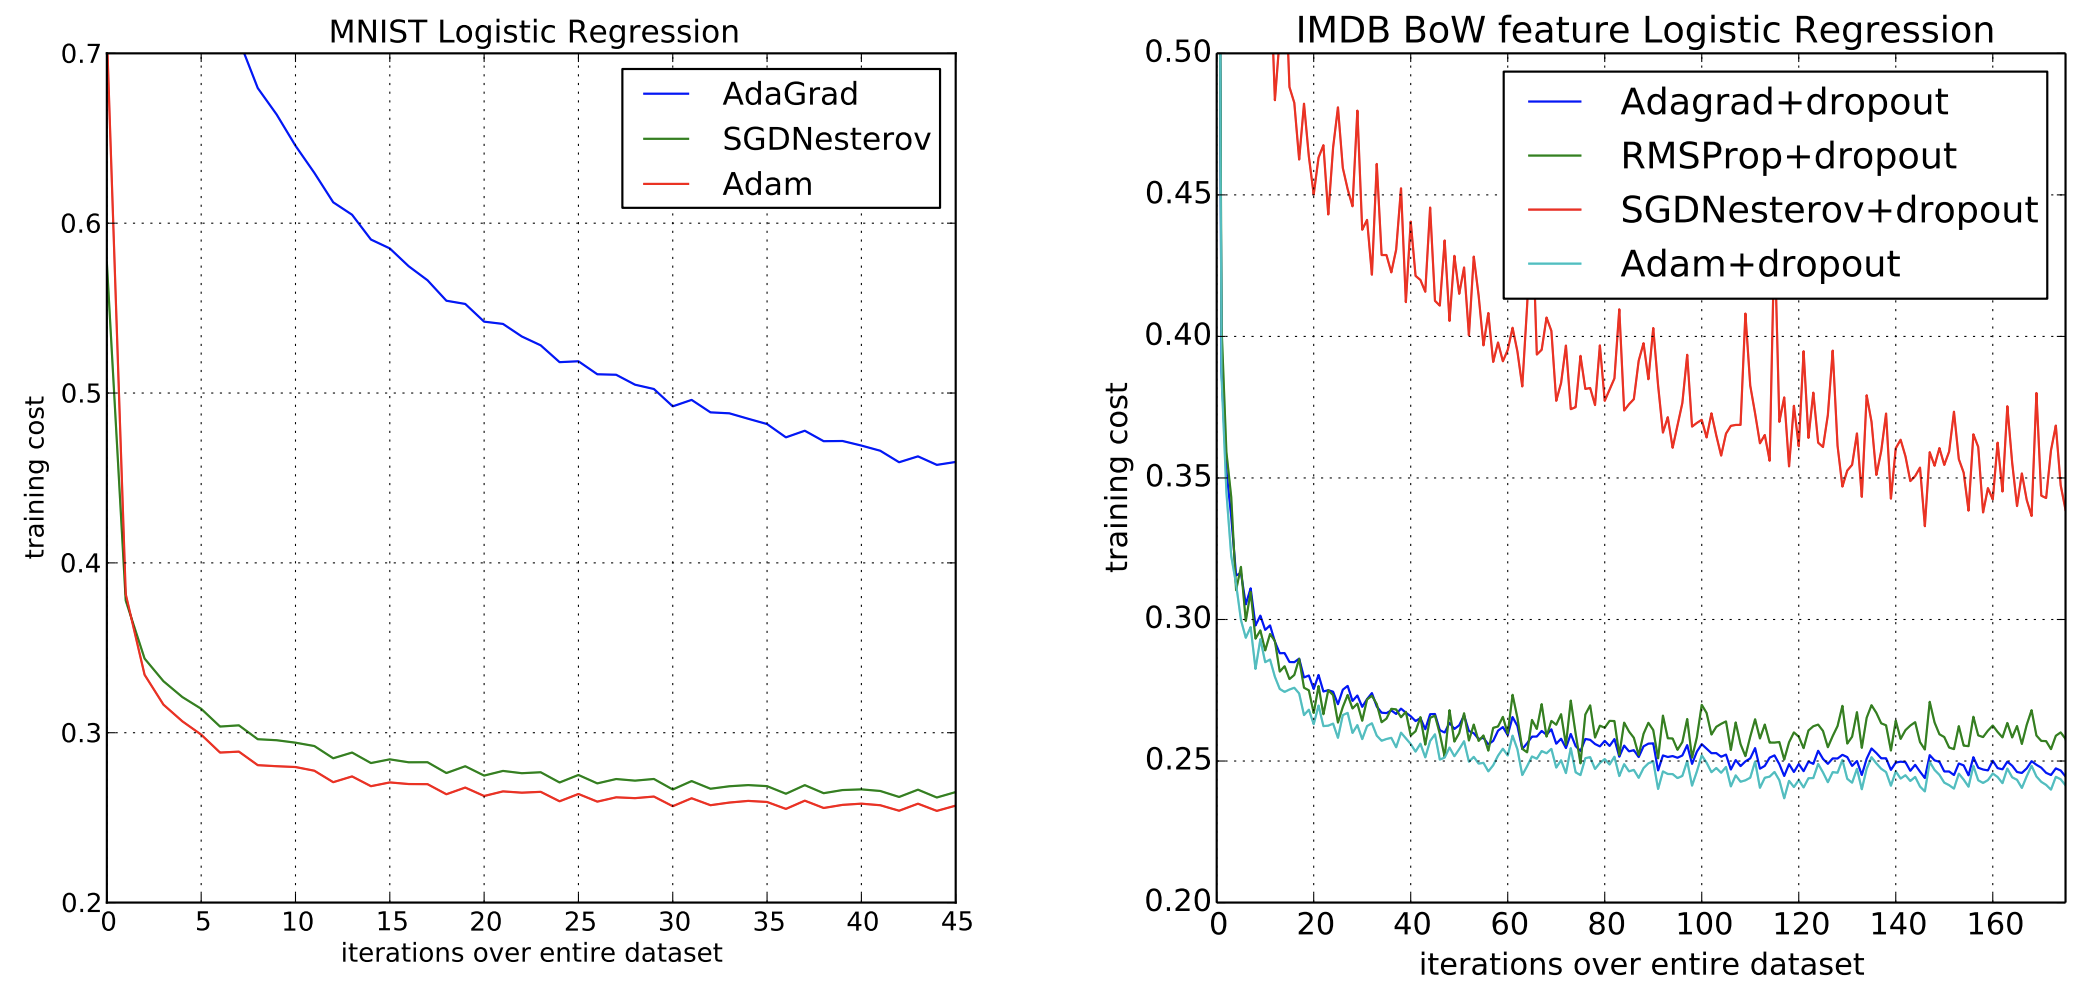 MNIST Logistic Regression
0.7
0.6
0.5
0.4
0.3
0.2
training cost
AdaGrad
SGDNesterov
Adam
0 5 10 15 20 25 30 35 40 45
iterations over entire dataset
IMDB BoW feature Logistic Regression
0.50
0.45
0.40
0.35
0.30
0.25
0.20
training cost
Adagrad+dropout
RMSProp+dropout
SGDNesterov+dropout
Adam+dropout
0 20 40 60 80 100 120 140 160
iterations over entire dataset